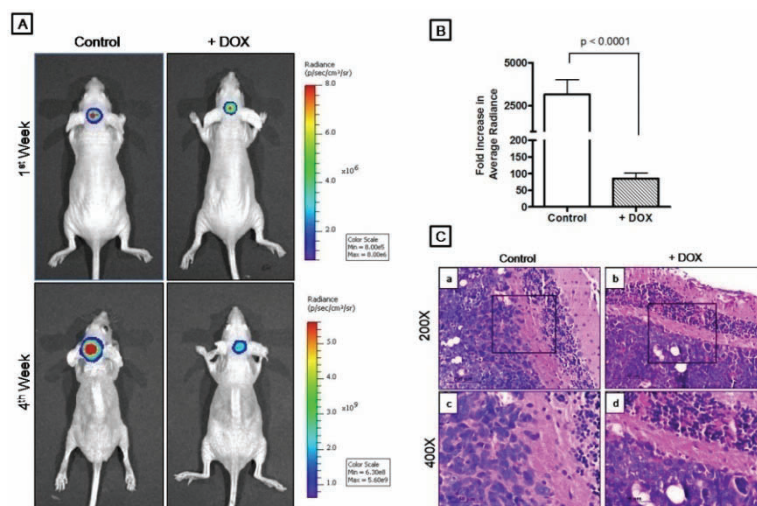 A
Control
+ DOX
1st Week
4th Week
Radiance
(p/sec/cm²/sr)
8.0
6.0
x10⁶
4.0
2.0
Color Scale
Min = 8.00e5
Max = 8.00e6
Radiance
(p/sec/cm²/sr)
5.0
4.0
3.0
x10⁹
2.0
1.0
Color Scale
Min = 6.30e8
Max = 5.60e9
B
p < 0.0001
Fold increase in
Average Radiance
5000
2500
200
150
100
50
0
Control
+ DOX
C
Control
+ DOX
200X
400X
a
b
c
d